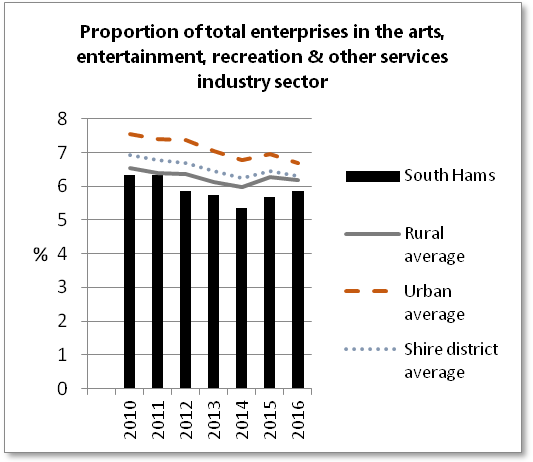 Proportion of total enterprises in the arts,
entertainment, recreation & other services
industry sector
8
7
6
5
% 4
3
2
1
0
2010 2011 2012 2013 2014 2015 2016
South Hams
Rural
average
Urban
average
Shire district
average